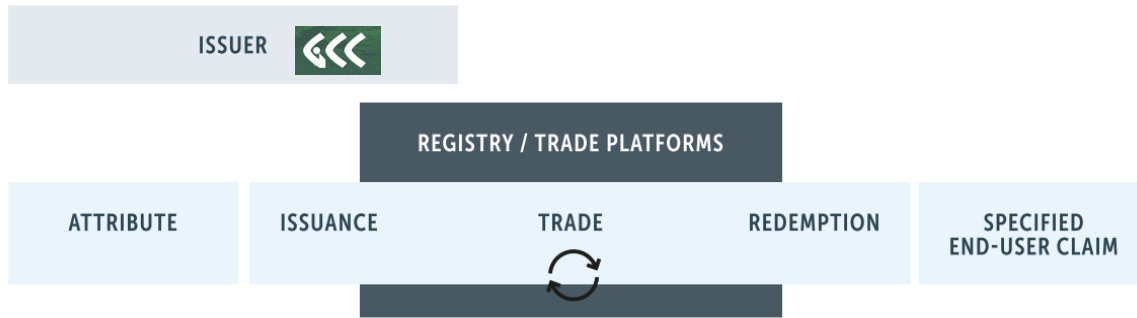 ISSUER GCC
REGISTRY / TRADE PLATFORMS
ATTRIBUTE
ISSUANCE
TRADE
REDEMPTION
SPECIFIED
END-USER CLAIM